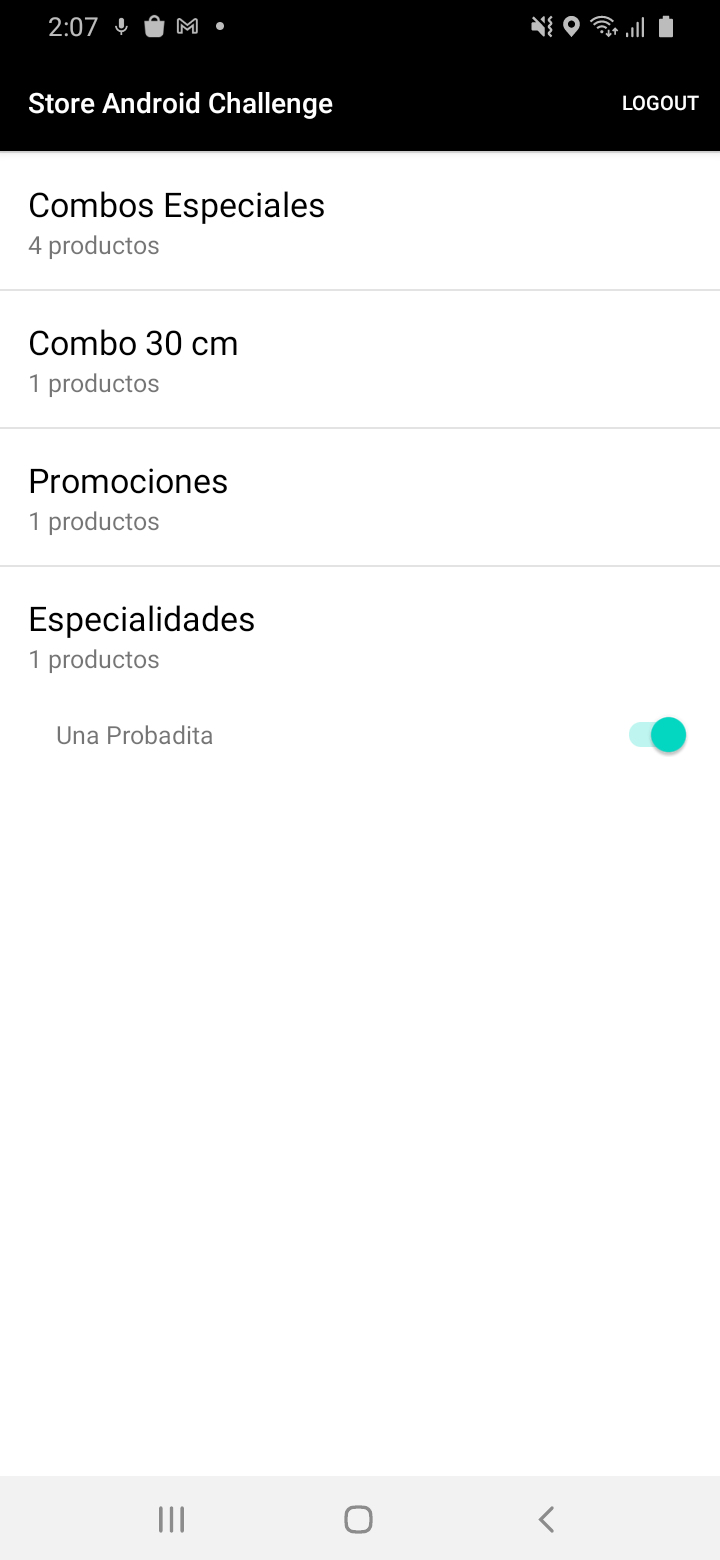 2:07
Store Android Challenge
LOGOUT
Combos Especiales
4 productos
Combo 30 cm
1 productos
Promociones
1 productos
Especialidades
1 productos
Una Probadita